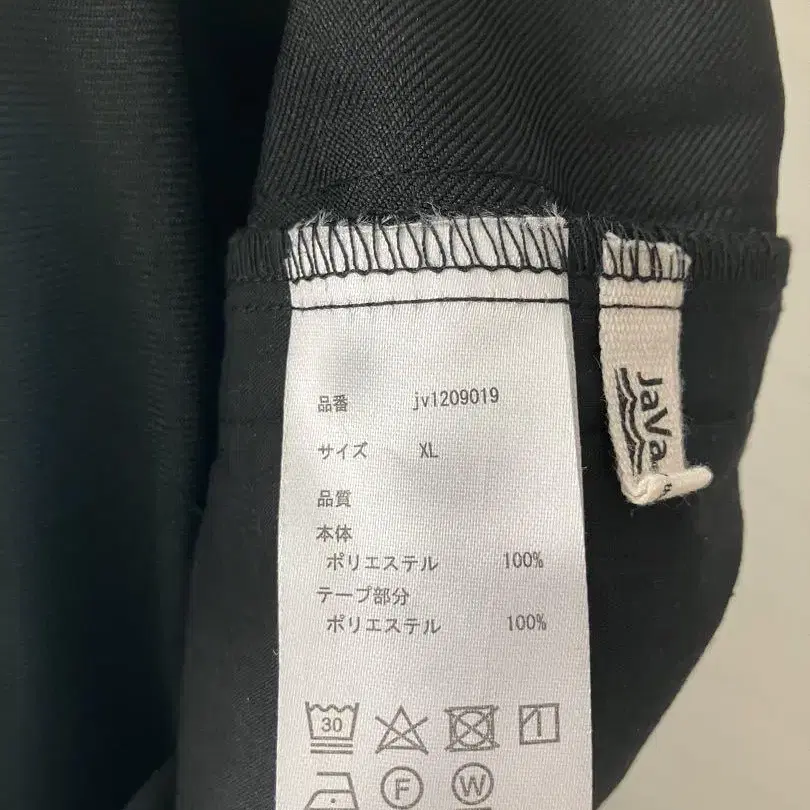 品番 jv1209019
サイズ XL
品質
本体
ポリエステル 100%
テープ部分
ポリエステル 100%
30
F W
JaVa